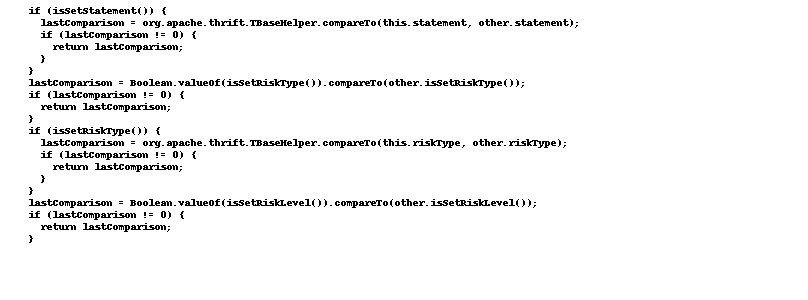 if (isSetStatement()) {
  lastComparison = org.apache.thrift.TBaseHelper.compareTo(this.statement, other.statement);
  if (lastComparison != 0) {
    return lastComparison;
  }
}
lastComparison = Boolean.valueOf(isSetRiskType()).compareTo(other.isSetRiskType());
if (lastComparison != 0) {
  return lastComparison;
}
if (isSetRiskType()) {
  lastComparison = org.apache.thrift.TBaseHelper.compareTo(this.riskType, other.riskType);
  if (lastComparison != 0) {
    return lastComparison;
  }
}
lastComparison = Boolean.valueOf(isSetRiskLevel()).compareTo(other.isSetRiskLevel());
if (lastComparison != 0) {
  return lastComparison;
}